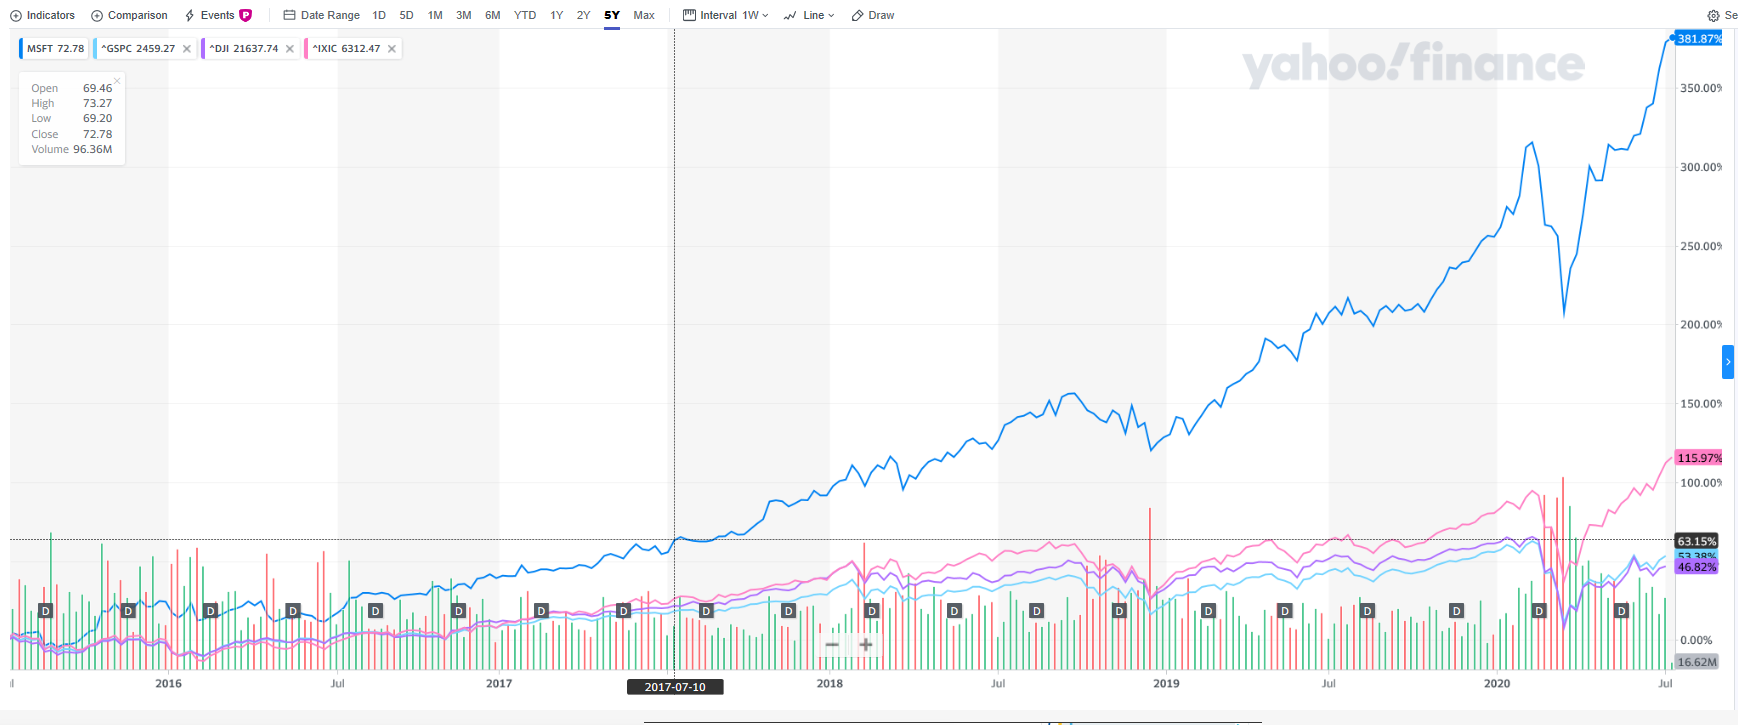 Indicators Comparison Events P Date Range 1D 5D 1M 3M 6M YTD 1Y 2Y 5Y Max Interval 1W Line Draw Se
MSFT 72.78 ^GSPC 2459.27 ^DJI 21637.74 ^IXIC 6312.47
yahoo!finance
Open 69.46
High 73.27
Low 69.20
Close 72.78
Volume 96.36M
381.87%
350.00%
300.00%
250.00%
200.00%
150.00%
115.97%
100.00%
63.15%
53.38%
46.82%
D D D D D D D D D D D D D D D D D D D D
0.00%
16.62M
2016 Jul 2017 2017-07-10 2018 Jul 2019 Jul 2020 Jul